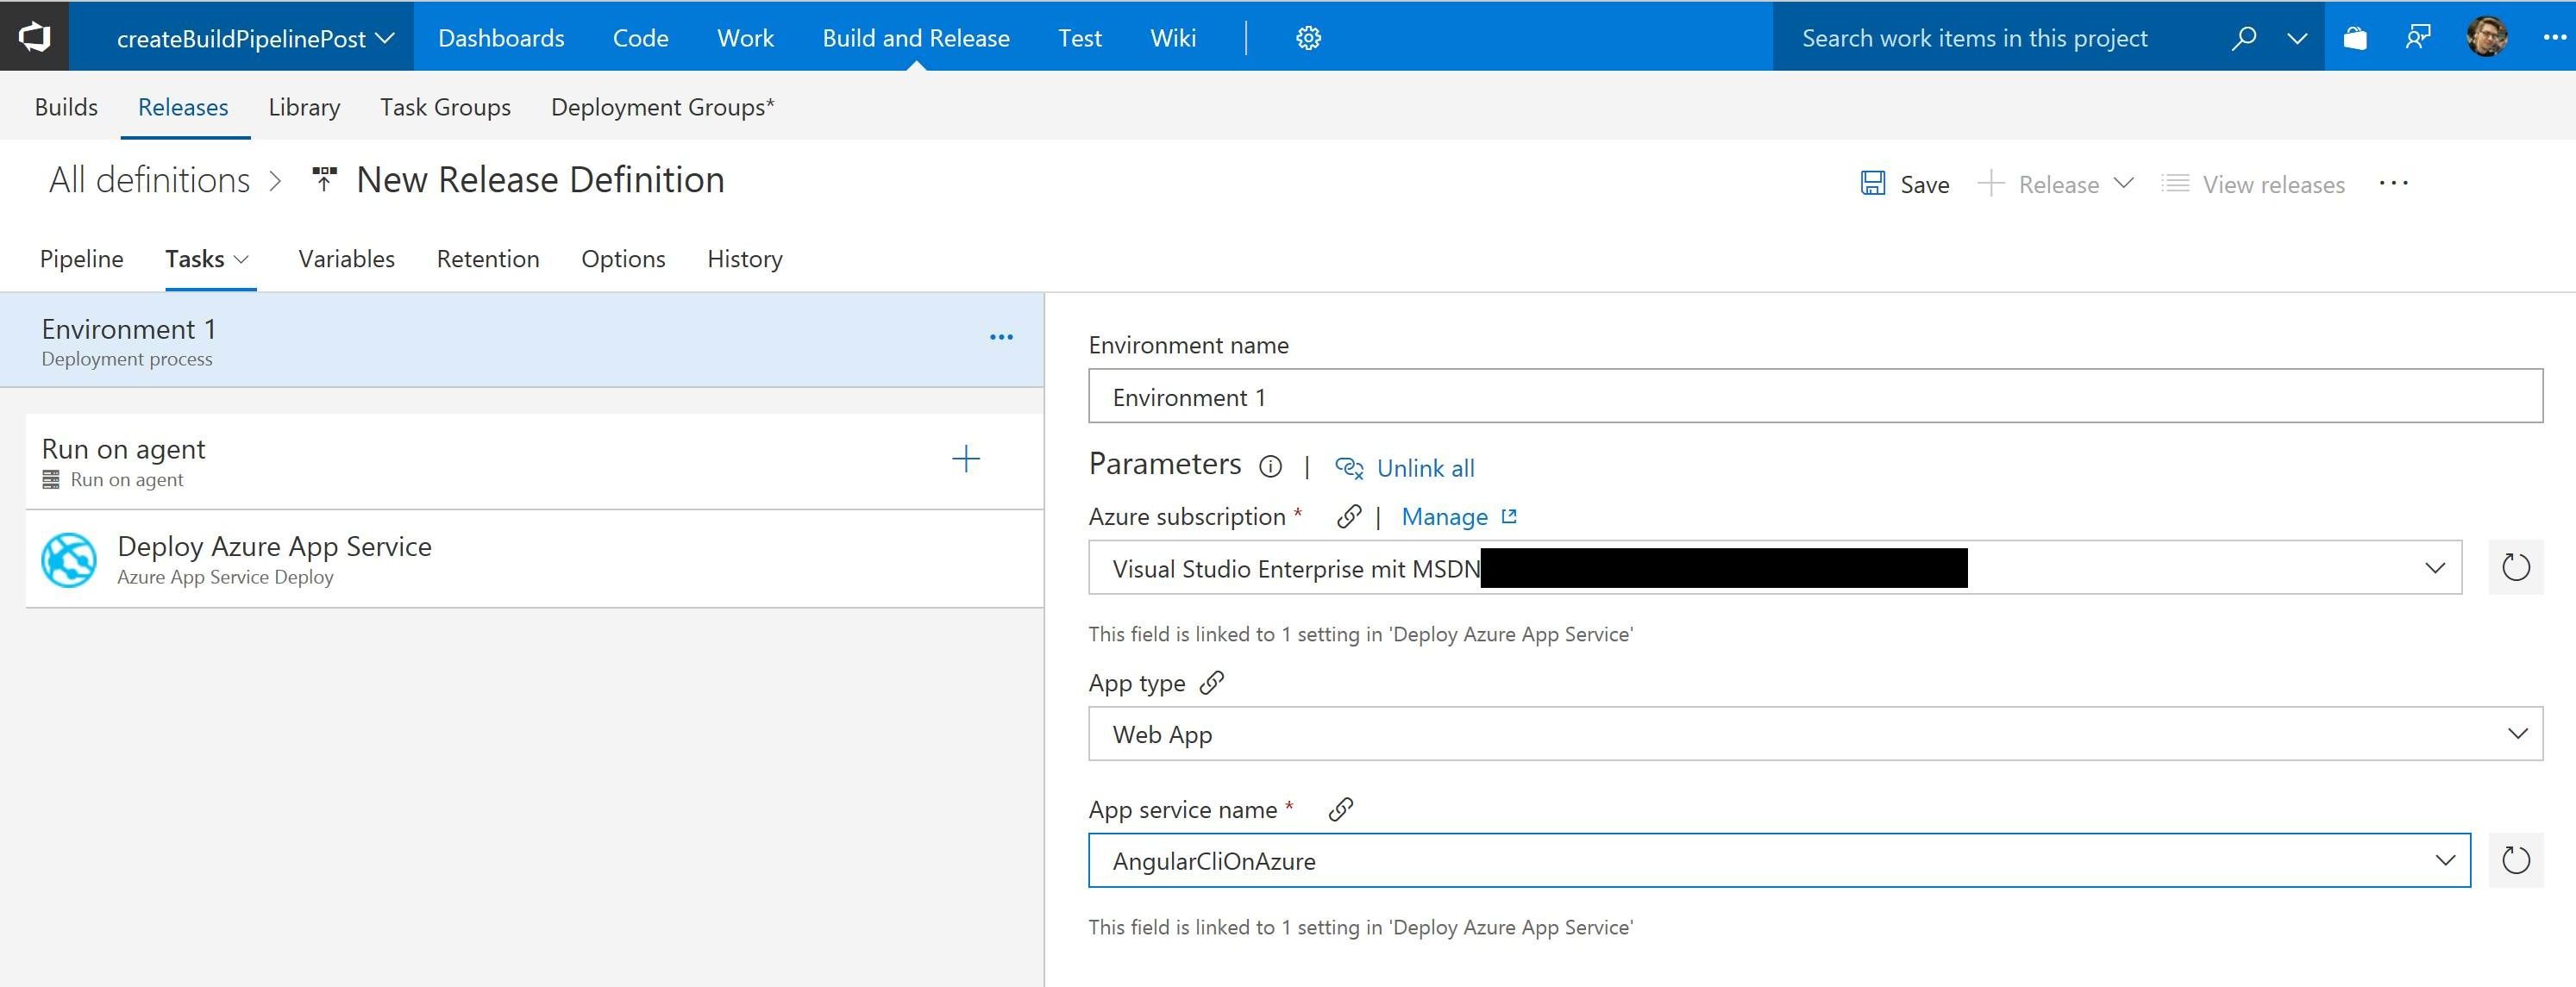 createBuildPipelinePost Dashboards Code Work Build and Release Test Wiki Search work items in this project
Builds Releases Library Task Groups Deployment Groups*
All definitions New Release Definition Save Release View releases
Pipeline Tasks Variables Retention Options History
Environment 1
Deployment process
Run on agent
Run on agent
Deploy Azure App Service
Azure App Service Deploy
Environment name
Environment 1
Parameters | Unlink all
Azure subscription * | Manage
Visual Studio Enterprise mit MSDN
This field is linked to 1 setting in 'Deploy Azure App Service'
App type
Web App
App service name *
AngularCliOnAzure
This field is linked to 1 setting in 'Deploy Azure App Service'